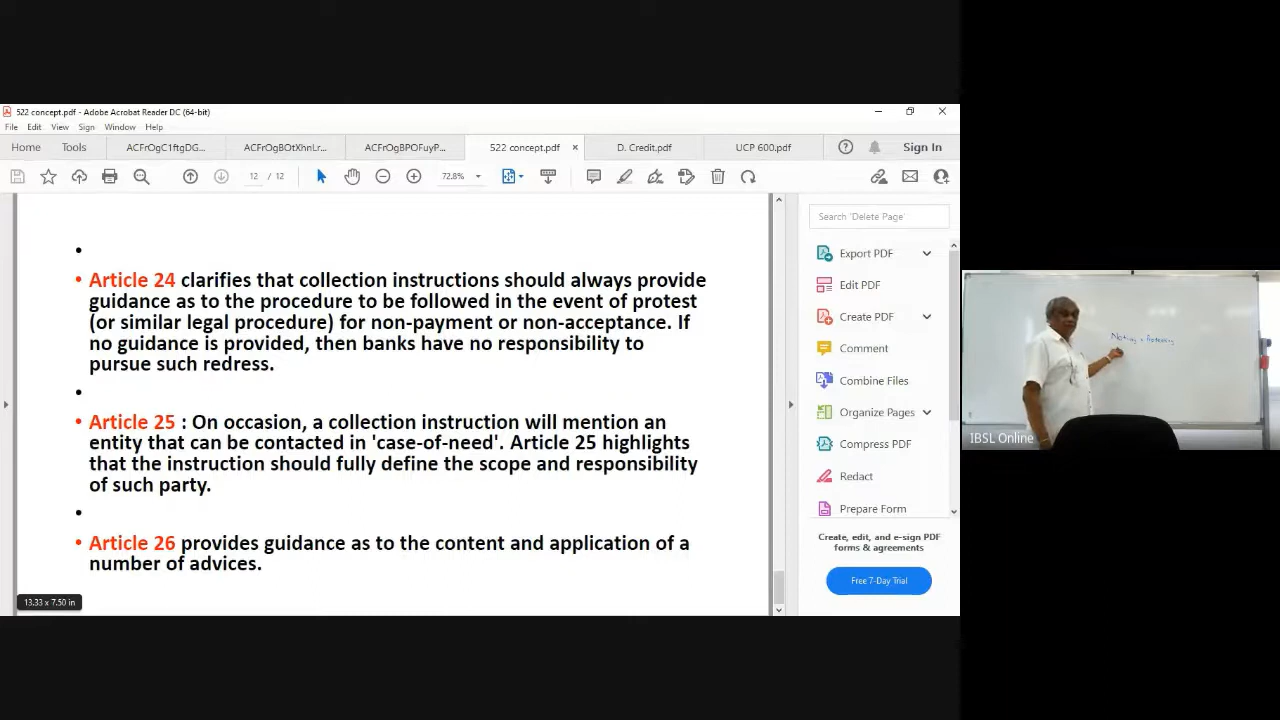 522 concept.pdf - Adobe Acrobat Reader DC (64-bit)
File Edit View Sign Window Help
Home Tools ACFrOgC1ftgDG... ACFrOgBOtXhnLr... ACFrOgBPOFuyP... 522 concept.pdf × D. Credit.pdf UCP 600.pdf Sign In
12 / 12 72.8%
• Article 24 clarifies that collection instructions should always provide
guidance as to the procedure to be followed in the event of protest
(or similar legal procedure) for non-payment or non-acceptance. If
no guidance is provided, then banks have no responsibility to
pursue such redress.
• Article 25 : On occasion, a collection instruction will mention an
entity that can be contacted in 'case-of-need'. Article 25 highlights
that the instruction should fully define the scope and responsibility
of such party.
• Article 26 provides guidance as to the content and application of a
number of advices.
13.33 x 7.50 in
Search 'Delete Page'
Export PDF
Edit PDF
Create PDF
Comment
Combine Files
Organize Pages
Compress PDF
Redact
Prepare Form
Create, edit, and e-sign PDF
forms & agreements
Free 7-Day Trial
Noting
IBSL Online